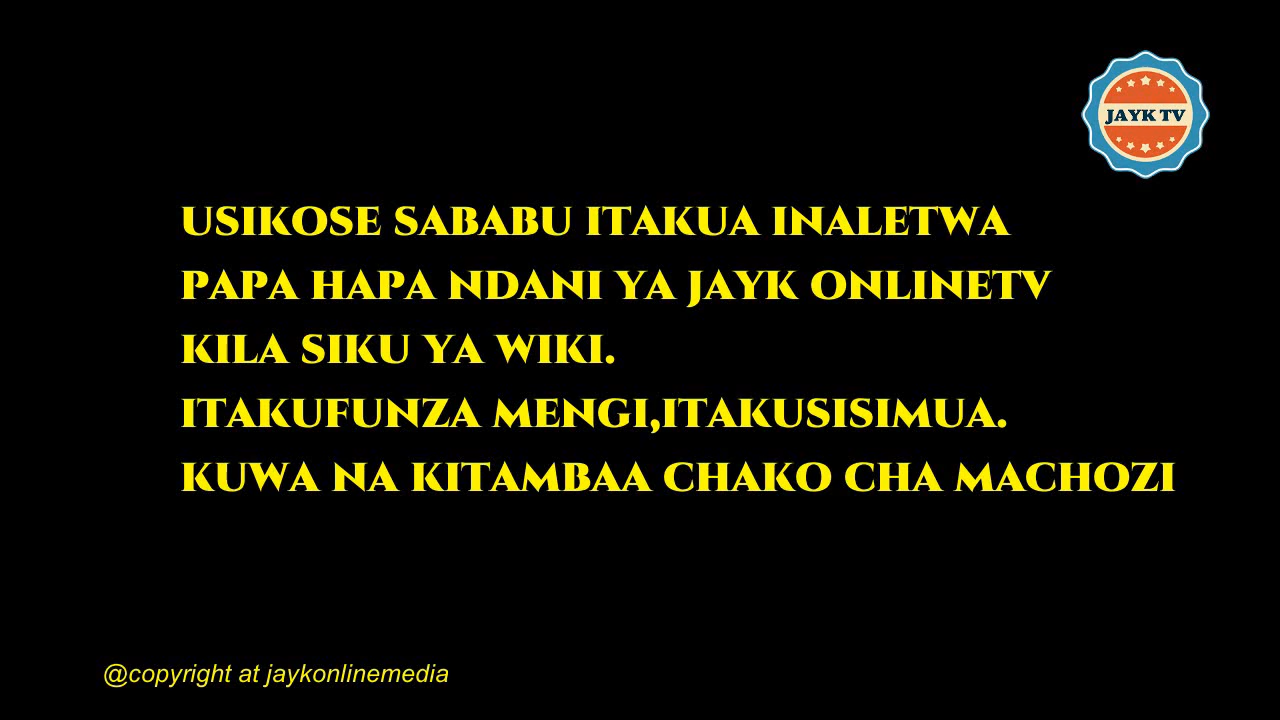 JAYK TV
USIKOSE SABABU ITAKUA INALETWA
PAPA HAPA NDANI YA JAYK ONLINETV
KILA SIKU YA WIKI.
ITAKUFUNZA MENGI,ITAKUSISIMUA.
KUWA NA KITAMBAA CHAKO CHA MACHOZI
@copyright at jaykonlinemedia